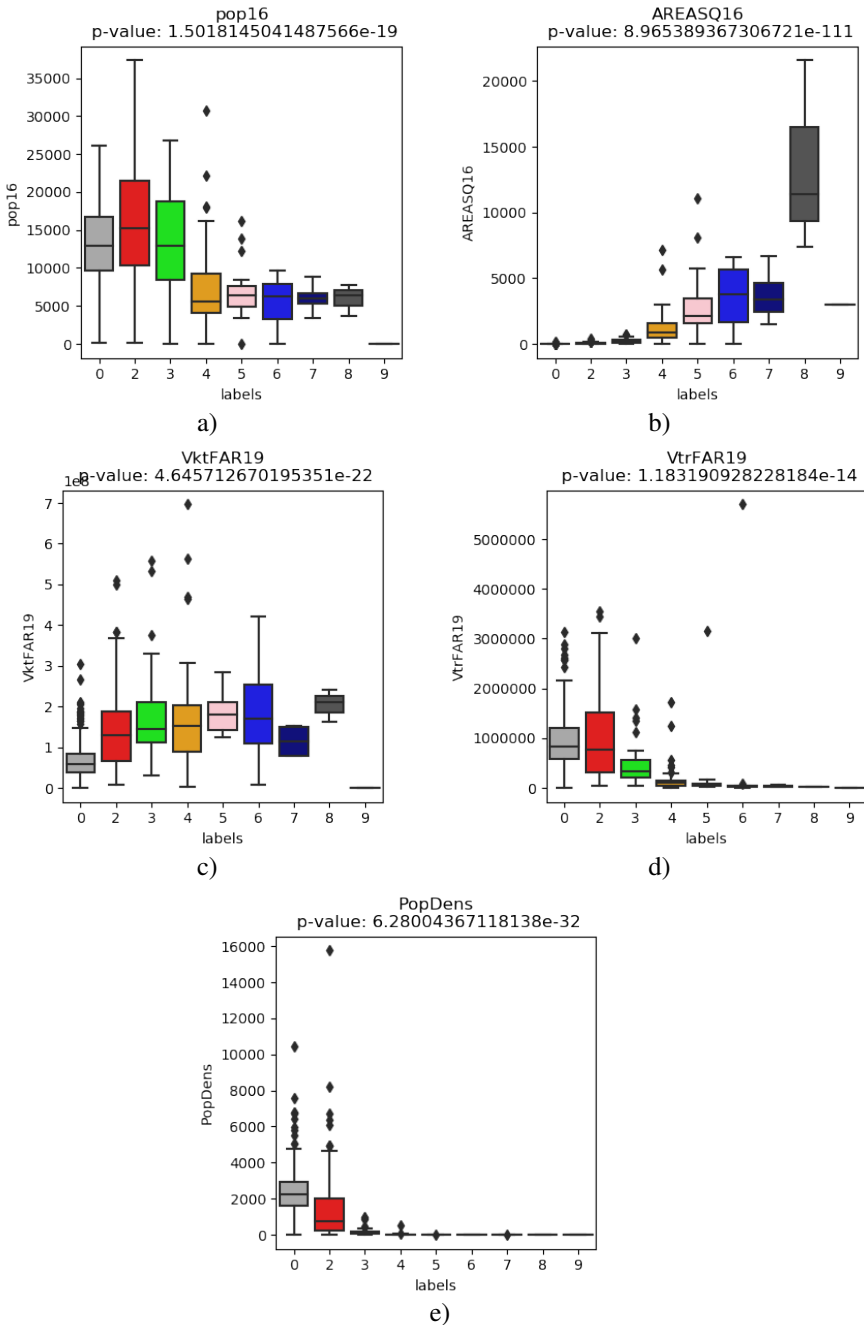 pop16
p-value: 1.5018145041487566e-19
35000
30000
25000
20000
15000
10000
5000
0
pop16
0 2 3 4 5 6 7 8 9
labels
a)
AREASQ16
p-value: 8.965389367306721e-111
20000
15000
10000
5000
0
AREASQ16
0 2 3 4 5 6 7 8 9
labels
b)
VktFAR19
p-value: 4.645712670195351e-22
1e8
7
6
5
4
3
2
1
0
VktFAR19
0 2 3 4 5 6 7 8 9
labels
c)
VtrFAR19
p-value: 1.183190928228184e-14
5000000
4000000
3000000
2000000
1000000
0
VtrFAR19
0 2 3 4 5 6 7 8 9
labels
d)
PopDens
p-value: 6.28004367118138e-32
16000
14000
12000
10000
8000
6000
4000
2000
0
PopDens
0 2 3 4 5 6 7 8 9
labels
e)